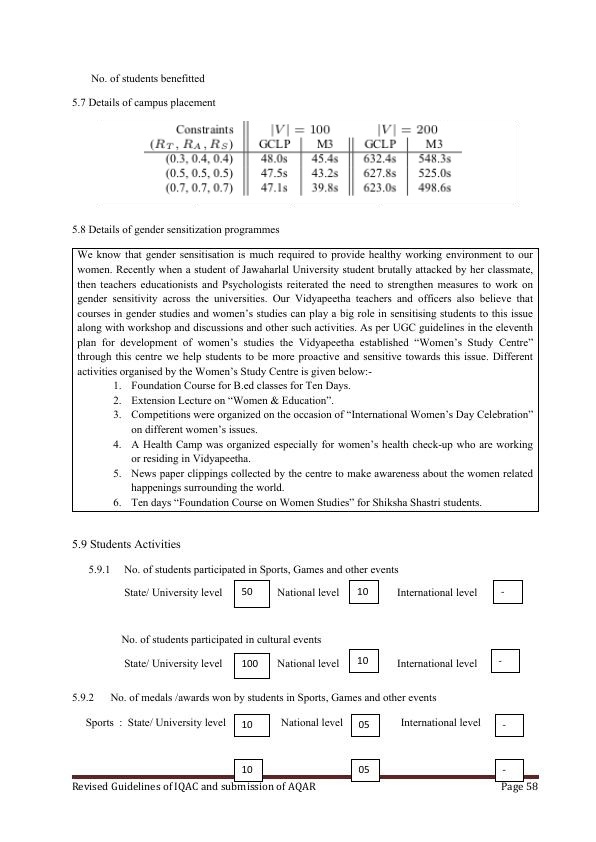 No. of students benefitted
5.7 Details of campus placement
Constraints |V| = 100 |V| = 200
(R_T, R_A, R_S) GCLP M3 GCLP M3
(0.3, 0.4, 0.4) 48.0s 45.4s 632.4s 548.3s
(0.5, 0.5, 0.5) 47.5s 43.2s 627.8s 525.0s
(0.7, 0.7, 0.7) 47.1s 39.8s 623.0s 498.6s
5.8 Details of gender sensitization programmes
We know that gender sensitisation is much required to provide healthy working environment to our
women. Recently when a student of Jawaharlal University student brutally attacked by her classmate,
then teachers educationists and Psychologists reiterated the need to strengthen measures to work on
gender sensitivity across the universities. Our Vidyapeetha teachers and officers also believe that
courses in gender studies and women’s studies can play a big role in sensitising students to this issue
along with workshop and discussions and other such activities. As per UGC guidelines in the eleventh
plan for development of women’s studies the Vidyapeetha established “Women’s Study Centre”
through this centre we help students to be more proactive and sensitive towards this issue. Different
activities organised by the Women’s Study Centre is given below:-
1. Foundation Course for B.ed classes for Ten Days.
2. Extension Lecture on “Women & Education”.
3. Competitions were organized on the occasion of “International Women’s Day Celebration”
on different women’s issues.
4. A Health Camp was organized especially for women’s health check-up who are working
or residing in Vidyapeetha.
5. News paper clippings collected by the centre to make awareness about the women related
happenings surrounding the world.
6. Ten days “Foundation Course on Women Studies” for Shiksha Shastri students.
5.9 Students Activities
5.9.1 No. of students participated in Sports, Games and other events
State/ University level 50 National level 10 International level -
No. of students participated in cultural events
State/ University level 100 National level 10 International level -
5.9.2 No. of medals /awards won by students in Sports, Games and other events
Sports : State/ University level 10 National level 05 International level -
10 05 -
Revised Guidelines of IQAC and submission of AQAR Page 58